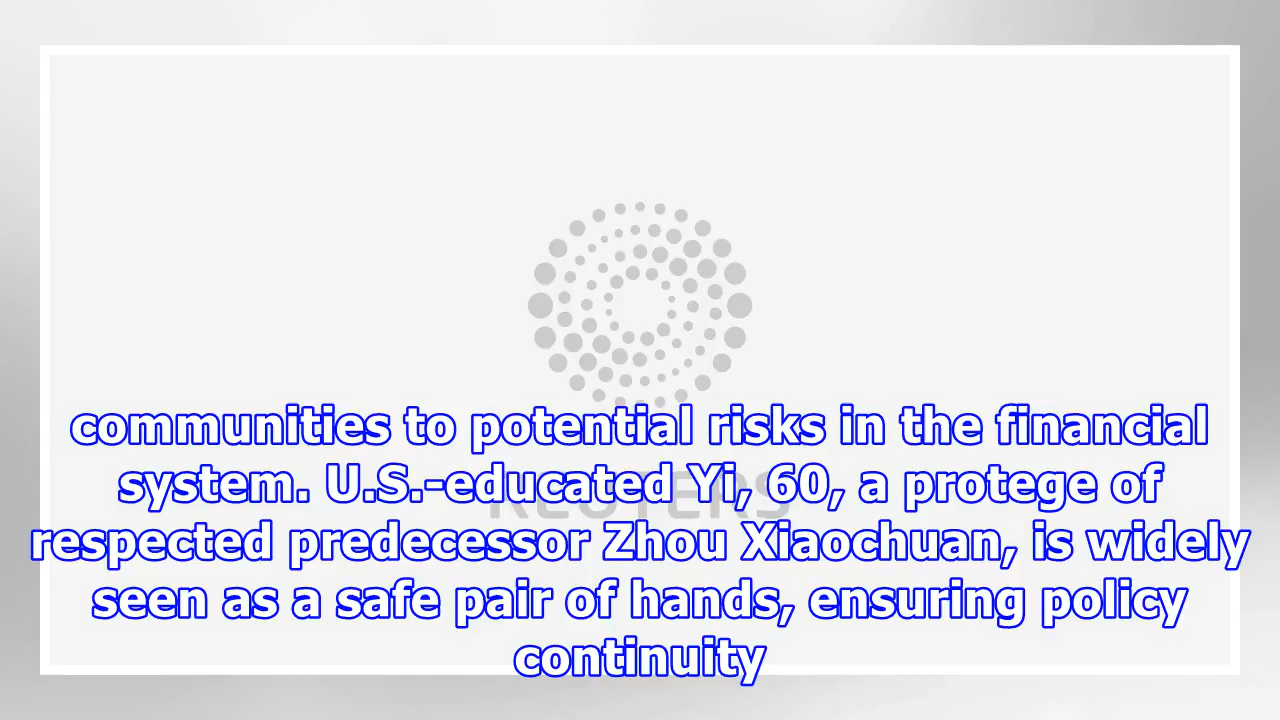 communities to potential risks in the financial
system. U.S.-educated Yi, 60, a protege of
REUTERS
respected predecessor Zhou Xiaochuan, is widely
seen as a safe pair of hands, ensuring policy
continuity